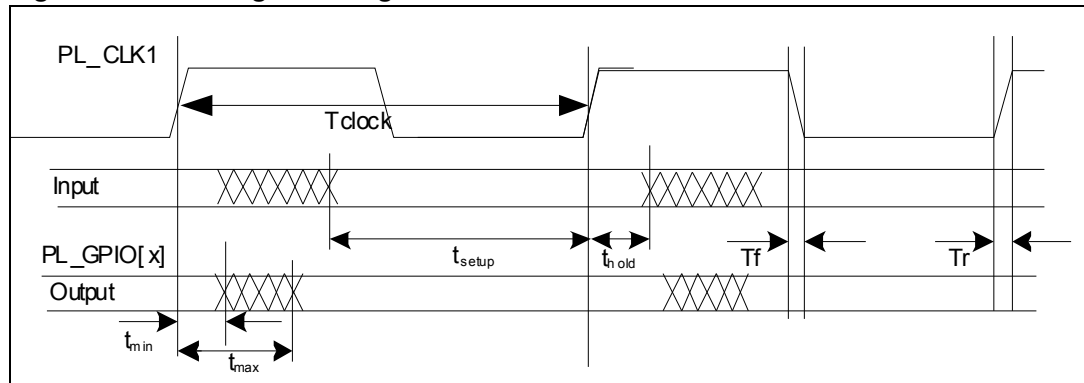 PL_CLK1
Tclock
Input
PL_GPIO[x]
tsetup
thold
Tf
Tr
Output
tmin
tmax